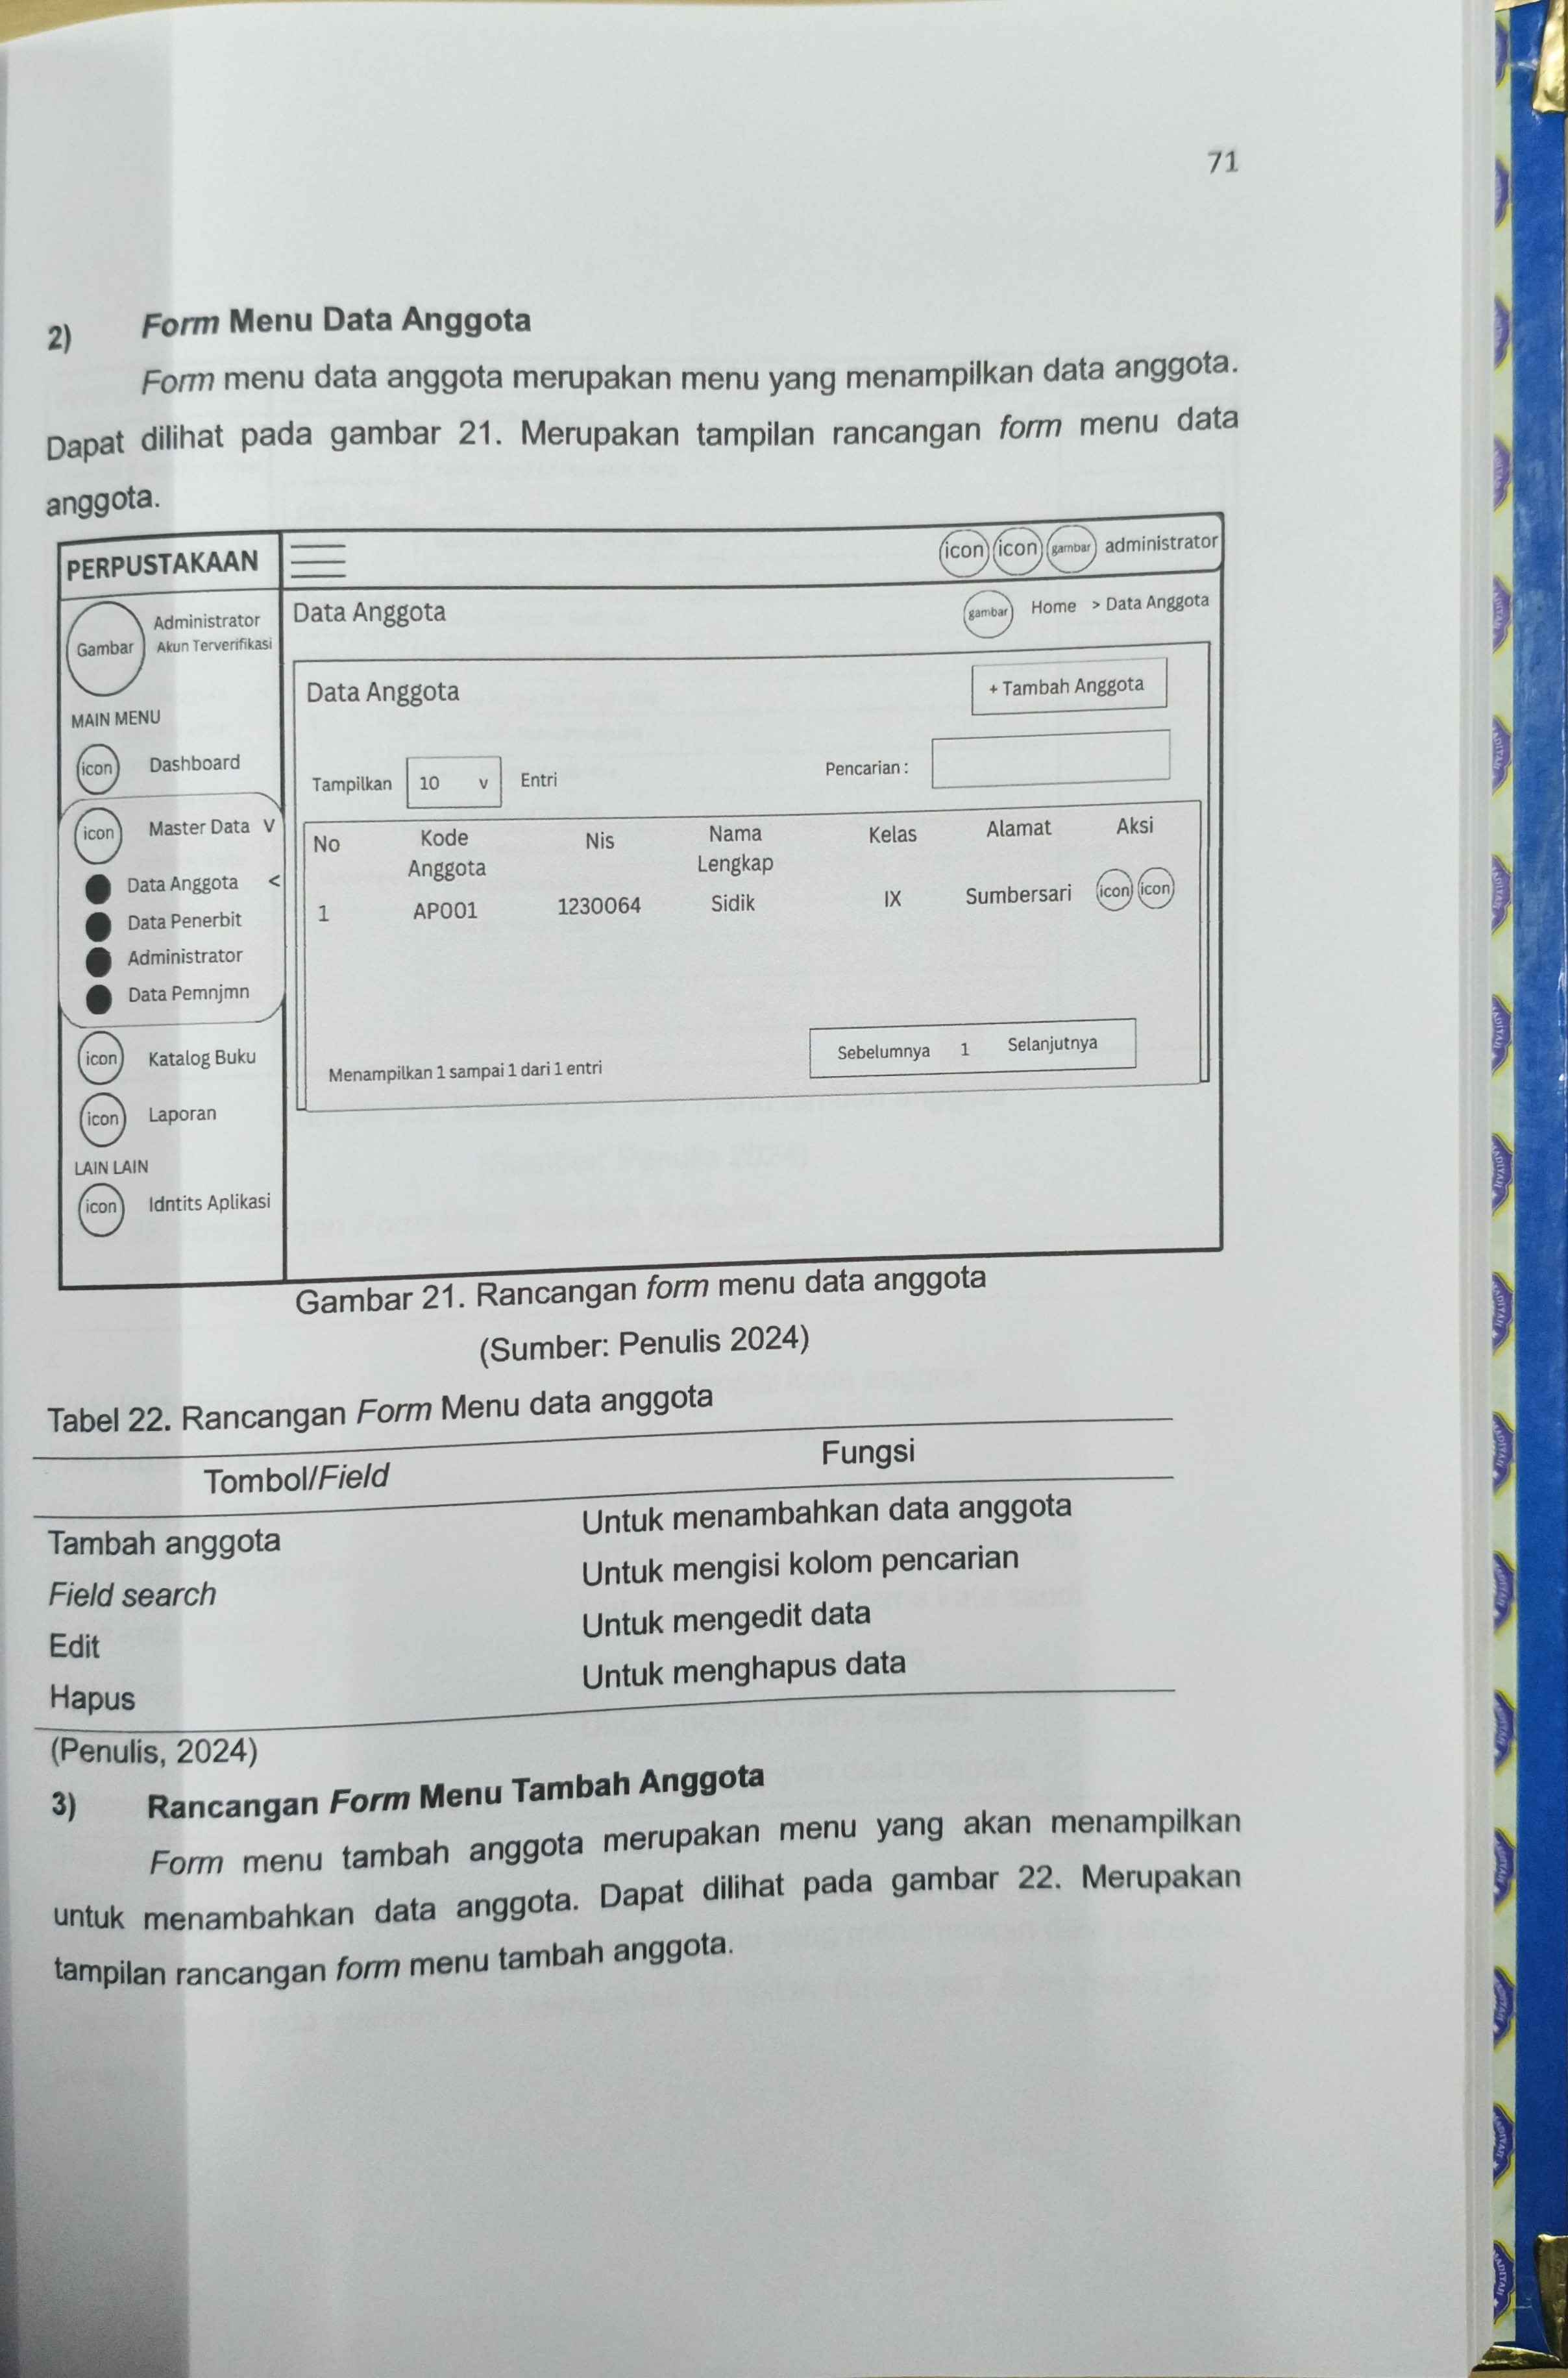 71
2) Form Menu Data Anggota
Form menu data anggota merupakan menu yang menampilkan data anggota.
Dapat dilihat pada gambar 21. Merupakan tampilan rancangan form menu data
anggota.
PERPUSTAKAAN
icon icon gambar administrator
Gambar Administrator
Akun Terverifikasi
MAIN MENU
icon Dashboard
icon Master Data V
Data Anggota <
Data Penerbit
Administrator
Data Pemnjmn
icon Katalog Buku
icon Laporan
LAIN LAIN
icon Idntits Aplikasi
Data Anggota
gambar Home > Data Anggota
Data Anggota
+ Tambah Anggota
Tampilkan 10 v Entri
Pencarian :
No Kode Anggota Nis Nama Lengkap Kelas Alamat Aksi
1 AP001 1230064 Sidik IX Sumbersari icon icon
Menampilkan 1 sampai 1 dari 1 entri
Sebelumnya 1 Selanjutnya
Gambar 21. Rancangan form menu data anggota
(Sumber: Penulis 2024)
Tabel 22. Rancangan Form Menu data anggota
Tombol/Field Fungsi
Tambah anggota Untuk menambahkan data anggota
Field search Untuk mengisi kolom pencarian
Edit Untuk mengedit data
Hapus Untuk menghapus data
(Penulis, 2024)
3) Rancangan Form Menu Tambah Anggota
Form menu tambah anggota merupakan menu yang akan menampilkan
untuk menambahkan data anggota. Dapat dilihat pada gambar 22. Merupakan
tampilan rancangan form menu tambah anggota.